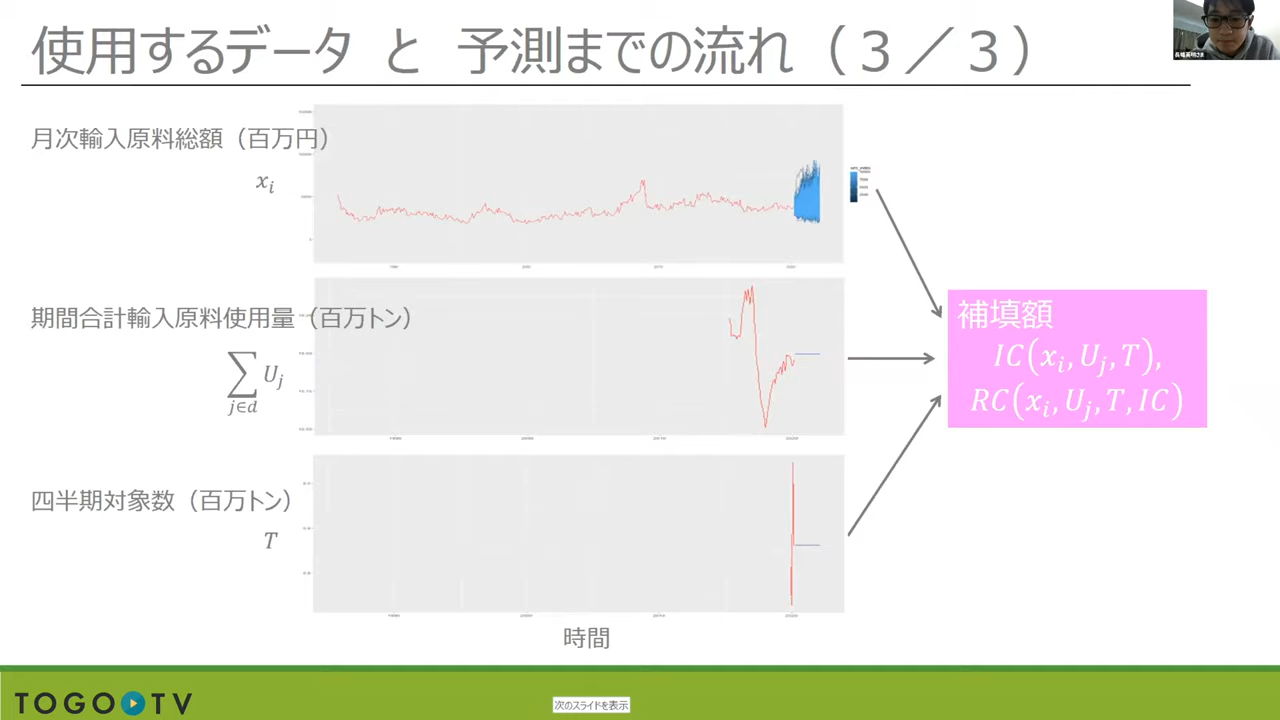 使用するデータ と 予測までの流れ（３／３）
月次輸入原料総額（百万円）
x_i
期間合計輸入原料使用量（百万トン）
∑_{j∈d} U_j
四半期対象数（百万トン）
T
補填額
IC(x_i, U_j, T),
RC(x_i, U_j, T, IC)
時間
TOGO TV
次のスライドを表示